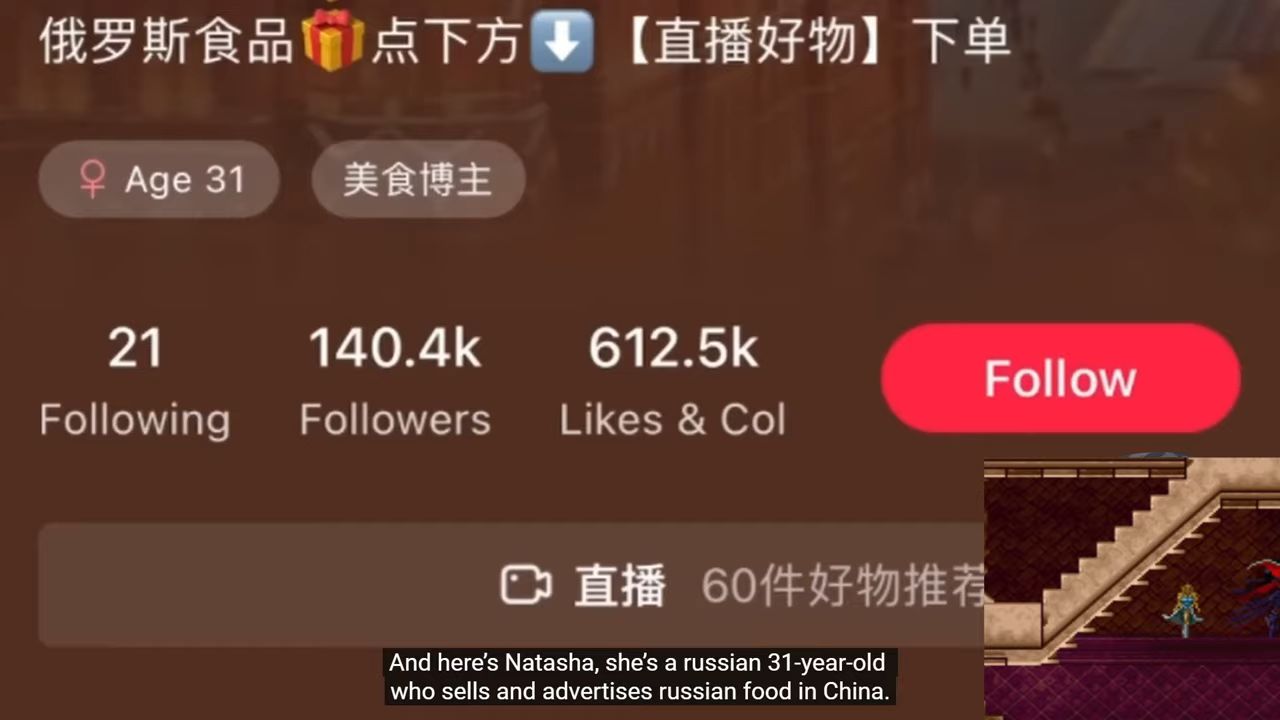 俄罗斯食品🎁点下方⬇️【直播好物】下单
♀ Age 31 美食博主
21 140.4k 612.5k
Following Followers Likes & Col
Follow
直播 60件好物推荐
And here’s Natasha, she’s a russian 31-year-old
who sells and advertises russian food in China.